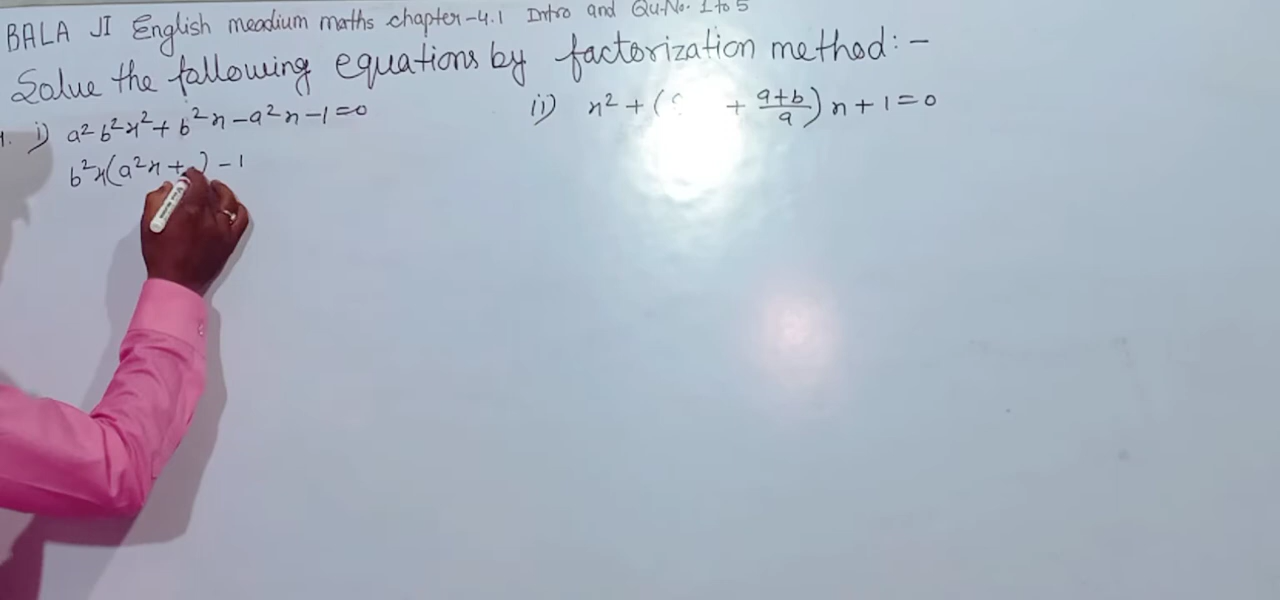 BALA JI English meadium maths chapter-4.1 Intro and Qu.No. 1 to 5
Solve the following equations by factorization method:-
1. i) a²b²x²+b²x-a²x-1=0
ii) x²+( + a+b/a)x+1=0
b²x(a²x+ )-1